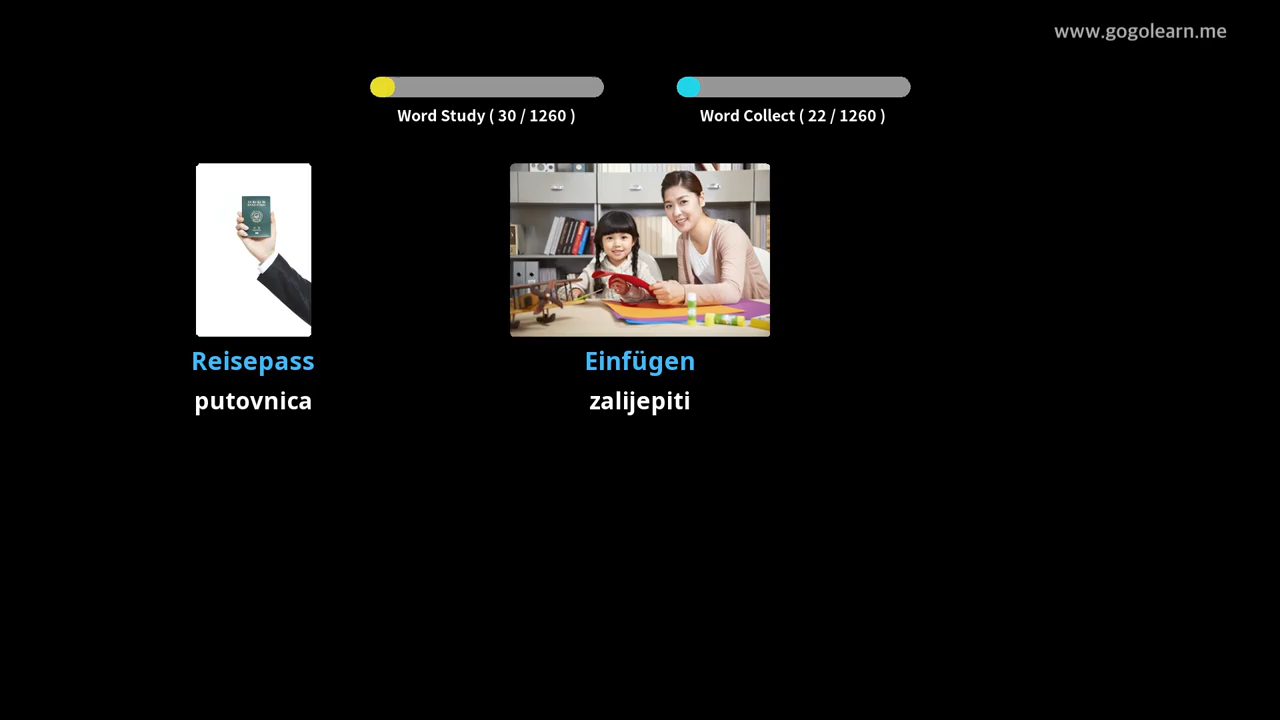 www.gogolearn.me
Word Study ( 30 / 1260 )
Word Collect ( 22 / 1260 )
Reisepass
putovnica
Einfügen
zalijepiti